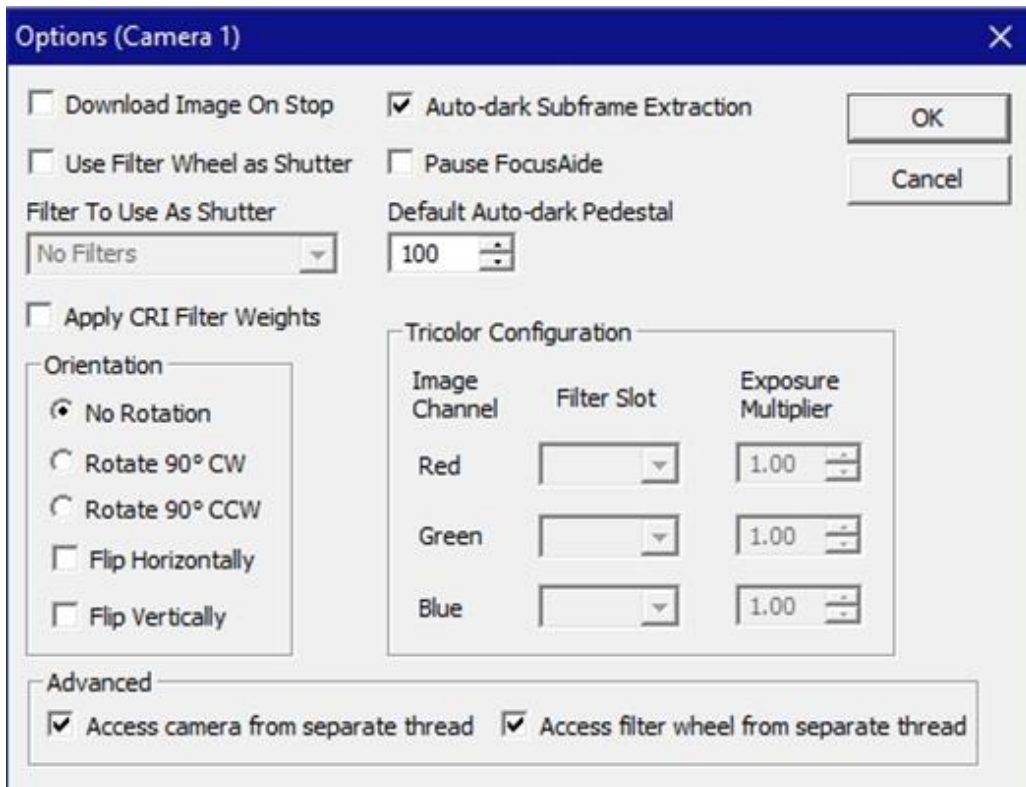 Options (Camera 1)
Download Image On Stop
Auto-dark Subframe Extraction
OK
Use Filter Wheel as Shutter
Pause FocusAide
Cancel
Filter To Use As Shutter
Default Auto-dark Pedestal
No Filters
100
Apply CRI Filter Weights
Tricolor Configuration
Orientation
Image
Channel
Filter Slot
Exposure
Multiplier
No Rotation
Rotate 90° CW
Red
1.00
Rotate 90° CCW
Green
1.00
Flip Horizontally
Blue
1.00
Flip Vertically
Advanced
Access camera from separate thread
Access filter wheel from separate thread